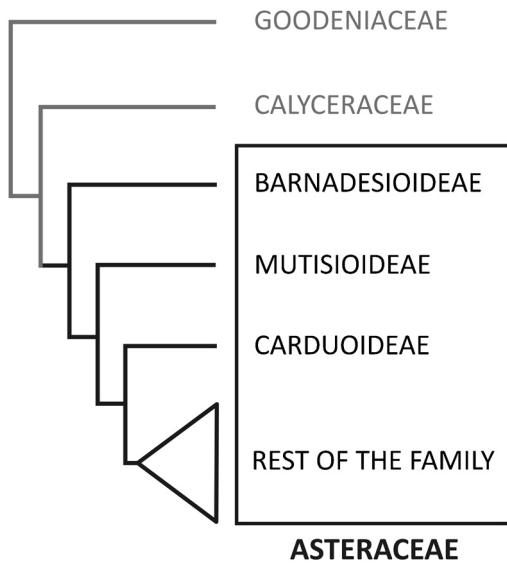 GOODENIACEAE
CALYCERACEAE
BARNADESIOIDEAE
MUTISIOIDEAE
CARDUOIDEAE
REST OF THE FAMILY
ASTERACEAE